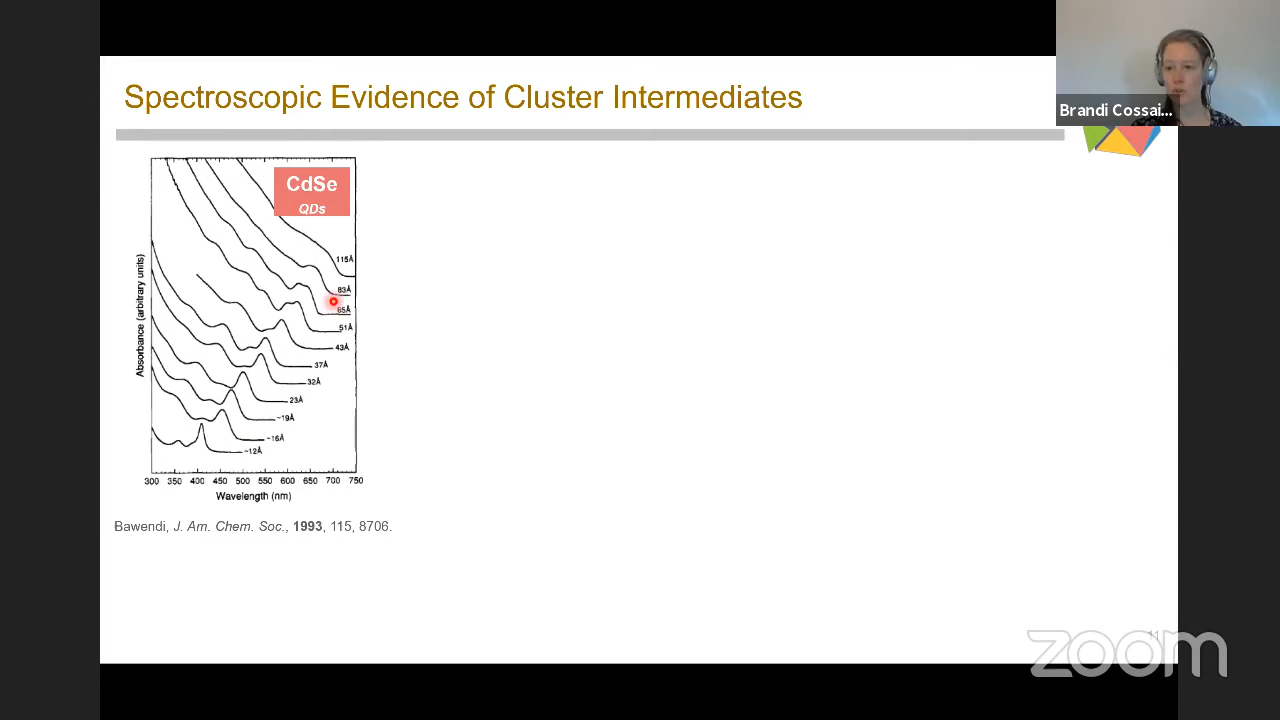 Spectroscopic Evidence of Cluster Intermediates
Brandi Cossai...
CdSe
QDs
Absorbance (arbitrary units)
115Å
83Å
65Å
51Å
43Å
37Å
32Å
23Å
~19Å
~16Å
~12Å
300 350 400 450 500 550 600 650 700 750
Wavelength (nm)
Bawendi, J. Am. Chem. Soc., 1993, 115, 8706.
11
zoom